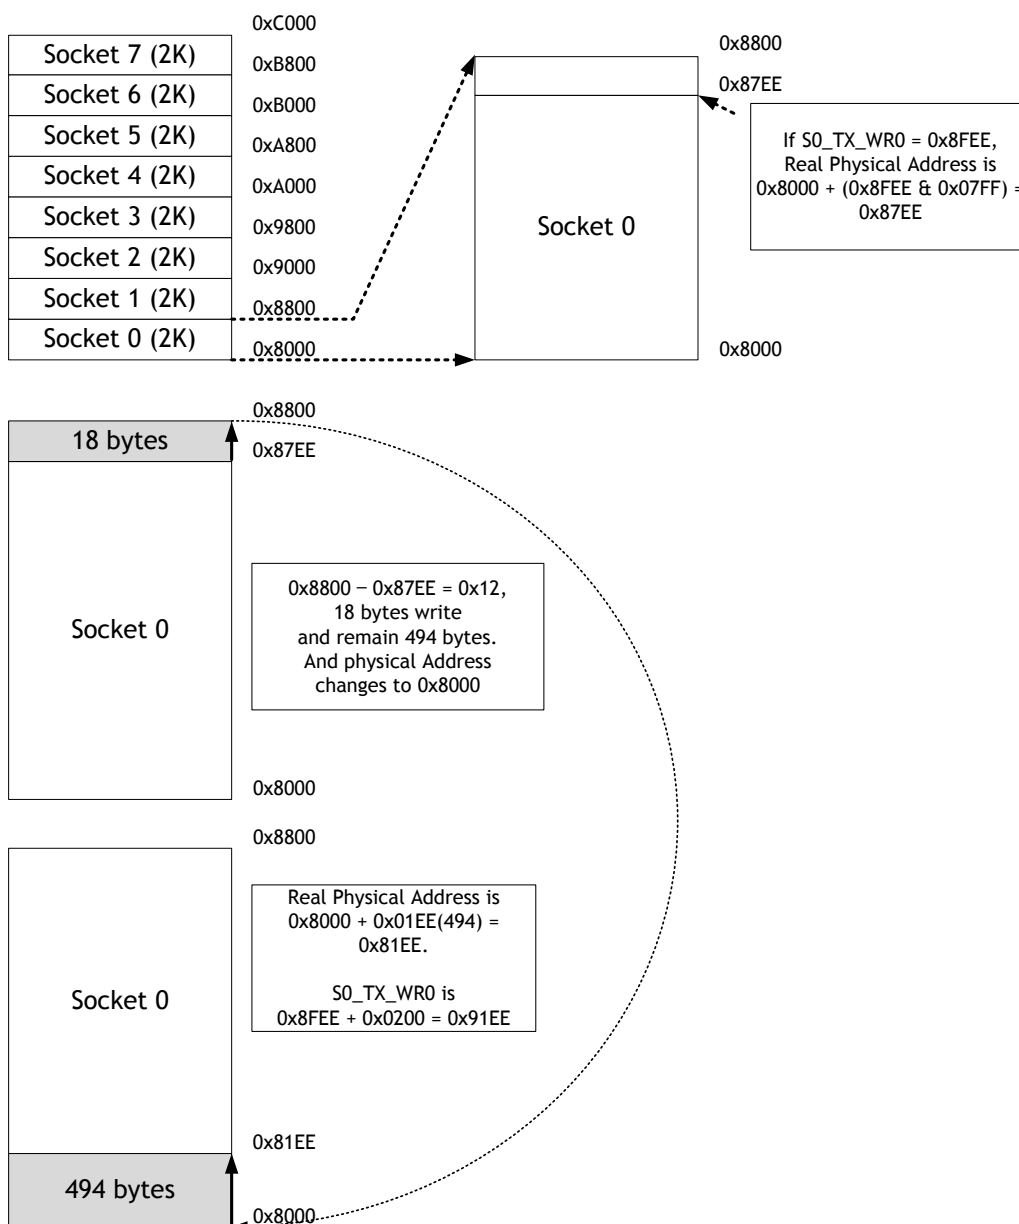 0xC000
Socket 7 (2K)
0xB800
Socket 6 (2K)
0xB000
Socket 5 (2K)
0xA800
Socket 4 (2K)
0xA000
Socket 3 (2K)
0x9800
Socket 2 (2K)
0x9000
Socket 1 (2K)
0x8800
Socket 0 (2K)
0x8000
0x8800
0x87EE
Socket 0
0x8000
If S0_TX_WR0 = 0x8FEE,
Real Physical Address is
0x8000 + (0x8FEE & 0x07FF) =
0x87EE
0x8800
18 bytes
0x87EE
Socket 0
0x8800 – 0x87EE = 0x12,
18 bytes write
and remain 494 bytes.
And physical Address
changes to 0x8000
0x8000
0x8800
Socket 0
Real Physical Address is
0x8000 + 0x01EE(494) =
0x81EE.
S0_TX_WR0 is
0x8FEE + 0x0200 = 0x91EE
0x81EE
494 bytes
0x8000